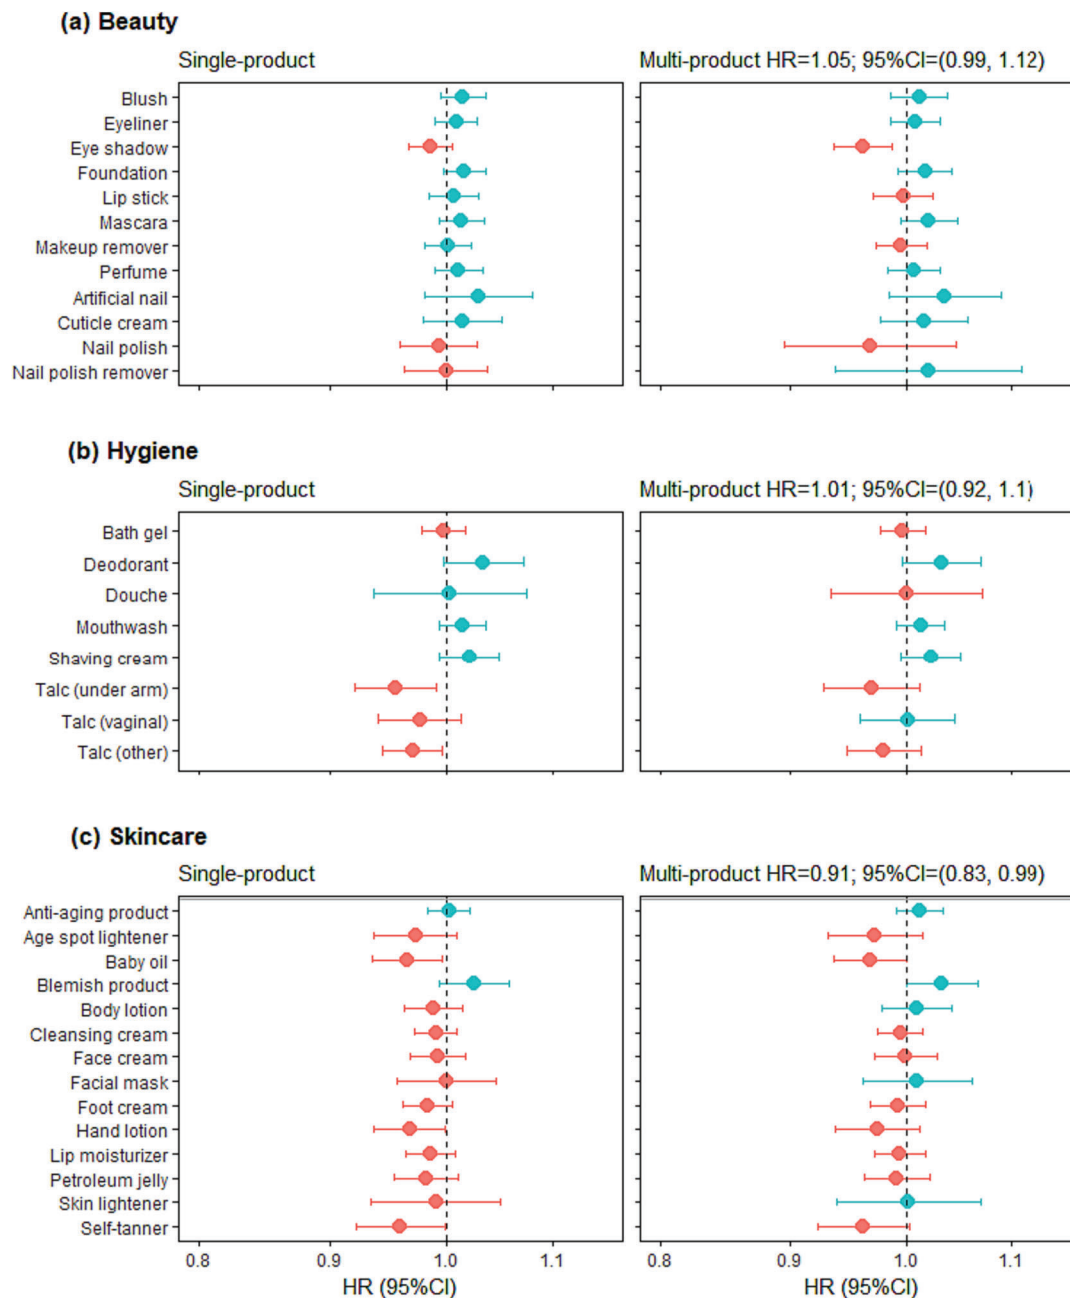 (a) Beauty
Single-product
Multi-product HR=1.05; 95%CI=(0.99, 1.12)
Blush
Eyeliner
Eye shadow
Foundation
Lip stick
Mascara
Makeup remover
Perfume
Artificial nail
Cuticle cream
Nail polish
Nail polish remover
(b) Hygiene
Single-product
Multi-product HR=1.01; 95%CI=(0.92, 1.1)
Bath gel
Deodorant
Douche
Mouthwash
Shaving cream
Talc (under arm)
Talc (vaginal)
Talc (other)
(c) Skincare
Single-product
Multi-product HR=0.91; 95%CI=(0.83, 0.99)
Anti-aging product
Age spot lightener
Baby oil
Blemish product
Body lotion
Cleansing cream
Face cream
Facial mask
Foot cream
Hand lotion
Lip moisturizer
Petroleum jelly
Skin lightener
Self-tanner
0.8 0.9 1.0 1.1
0.8 0.9 1.0 1.1
HR (95%CI)
HR (95%CI)